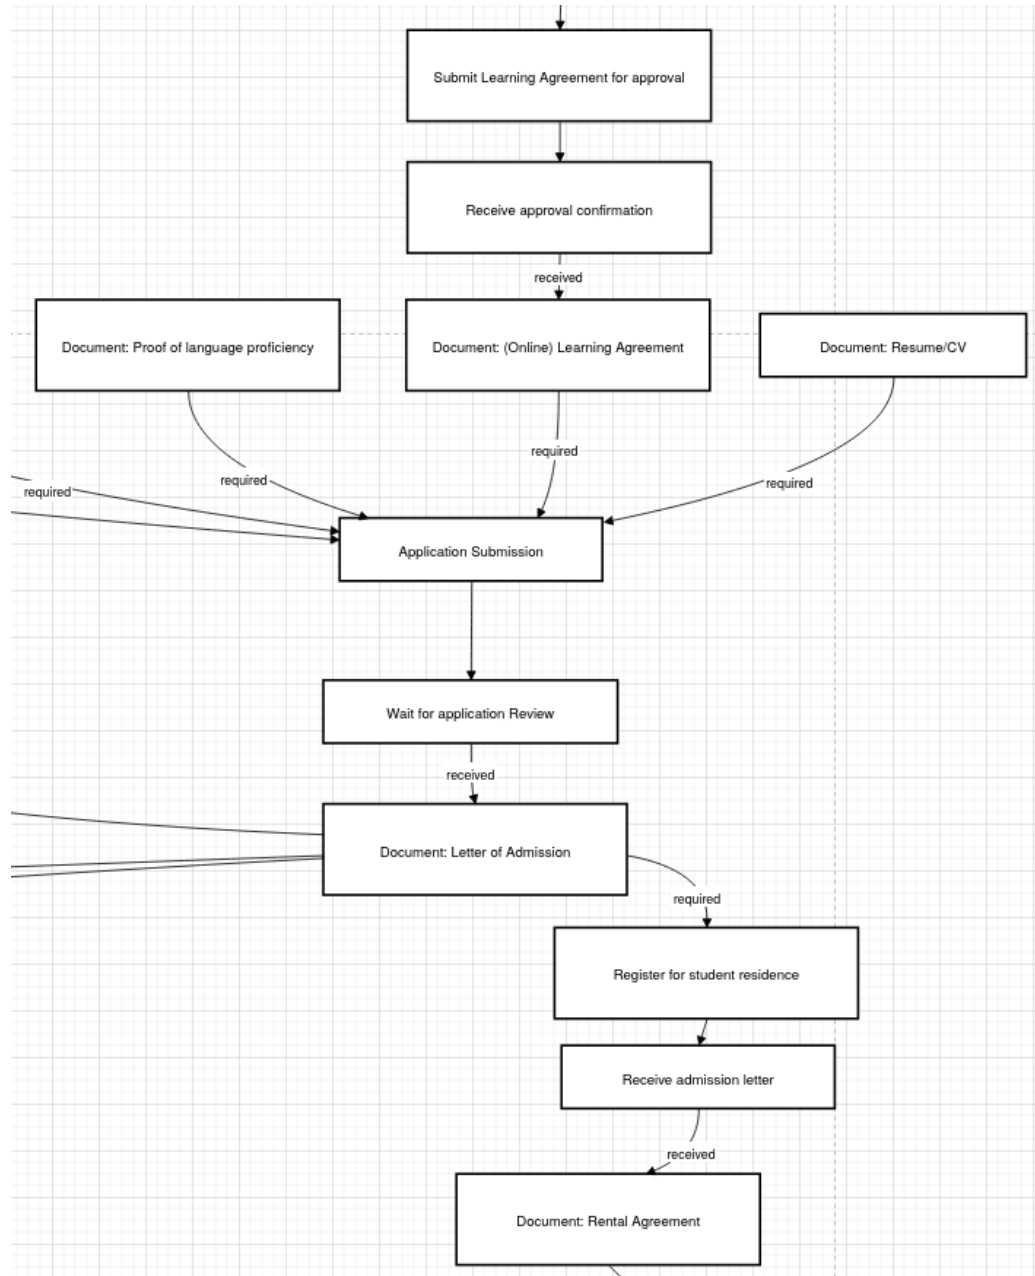 Submit Learning Agreement for approval
Receive approval confirmation
received
Document: Proof of language proficiency
Document: (Online) Learning Agreement
Document: Resume/CV
required
required
required
required
Application Submission
Wait for application Review
received
Document: Letter of Admission
required
Register for student residence
Receive admission letter
received
Document: Rental Agreement